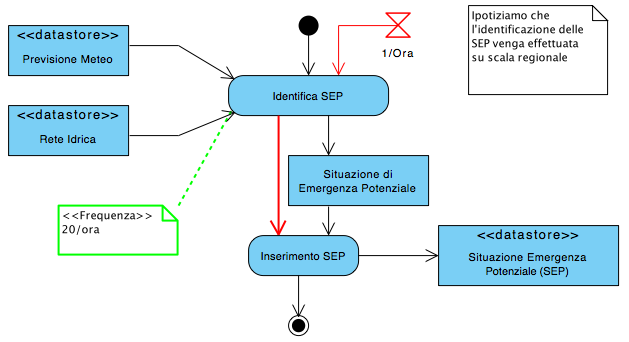 <<datastore>>
Previsione Meteo
1/Ora
Ipotiziamo che
l'identificazione delle
SEP venga effettuata
su scala regionale
Identifica SEP
<<datastore>>
Rete Idrica
Situazione di
Emergenza Potenziale
<<Frequenza>>
20/ora
Inserimento SEP
<<datastore>>
Situazione Emergenza
Potenziale (SEP)